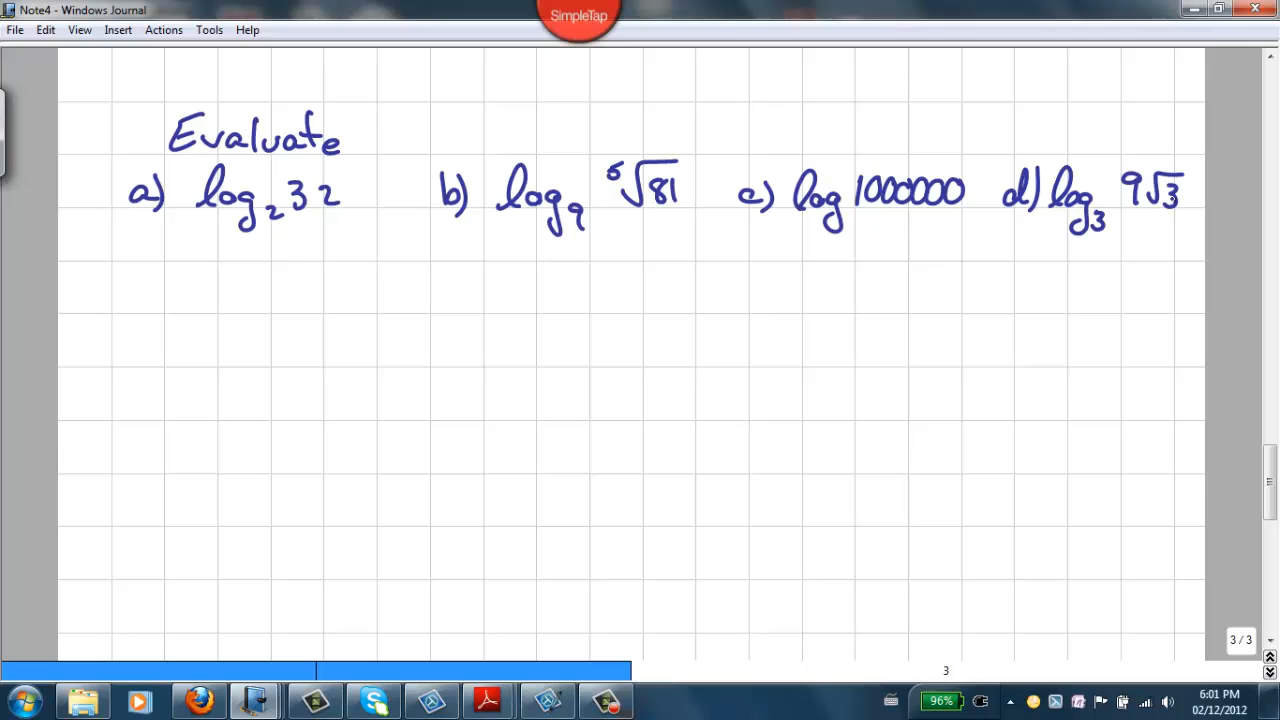 Note4 - Windows Journal
SimpleTap
File Edit View Insert Actions Tools Help
Evaluate
a) log₂ 32 b) log₉ ⁵√81 c) log 1000000 d) log₃ 9√3
3 / 3
3
96%
6:01 PM
02/12/2012